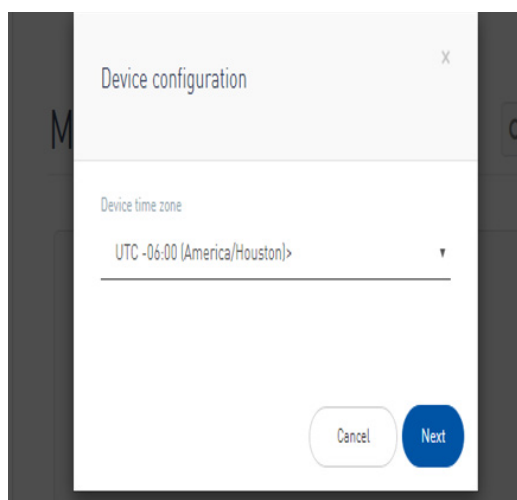 Device configuration
x
M
Device time zone
UTC -06:00 (America/Houston)>
Cancel
Next